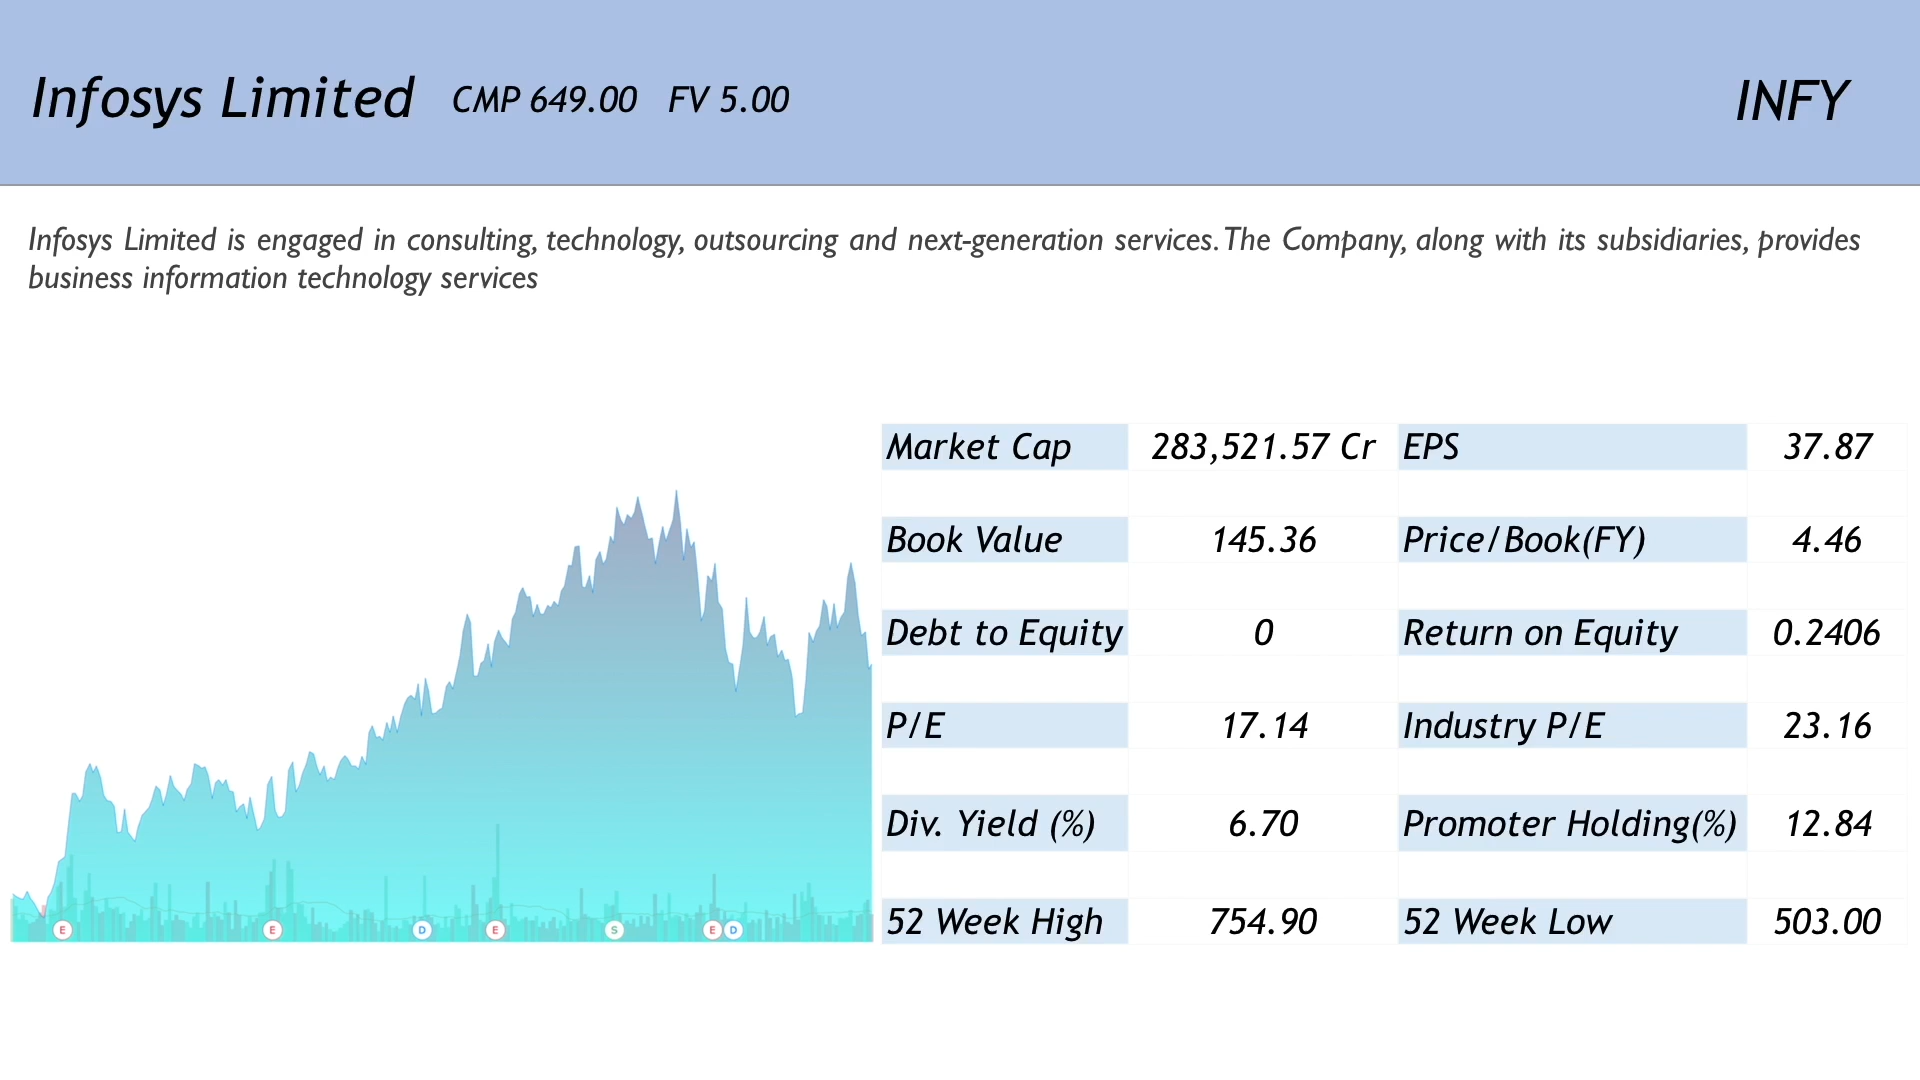 Infosys Limited CMP 649.00 FV 5.00 INFY
Infosys Limited is engaged in consulting, technology, outsourcing and next-generation services. The Company, along with its subsidiaries, provides
business information technology services
Market Cap 283,521.57 Cr EPS 37.87
Book Value 145.36 Price/Book(FY) 4.46
Debt to Equity 0 Return on Equity 0.2406
P/E 17.14 Industry P/E 23.16
Div. Yield (%) 6.70 Promoter Holding(%) 12.84
52 Week High 754.90 52 Week Low 503.00
E E D E S E D